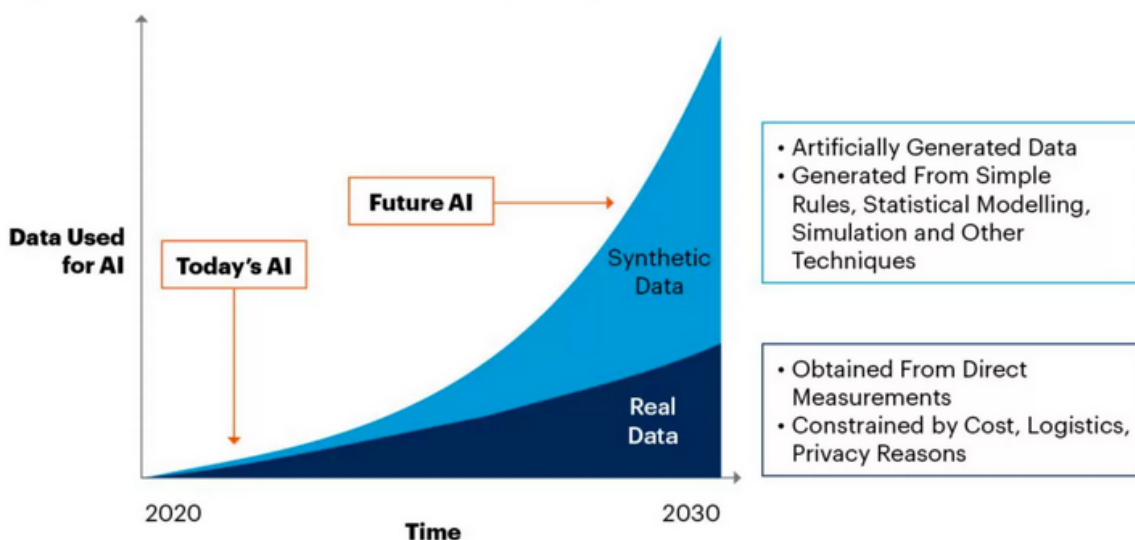 Data Used
for AI
Today's AI
Future AI
Synthetic
Data
Real
Data
2020
2030
Time
• Artificially Generated Data
• Generated From Simple
Rules, Statistical Modelling,
Simulation and Other
Techniques
• Obtained From Direct
Measurements
• Constrained by Cost, Logistics,
Privacy Reasons